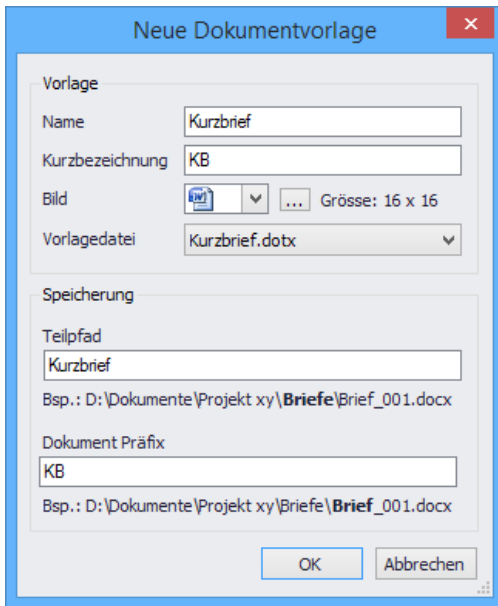 Neue Dokumentvorlage
Vorlage
Name Kurzbrief
Kurzbezeichnung KB
Bild ... Grösse: 16 x 16
Vorlagedatei Kurzbrief.dotx
Speicherung
Teilpfad
Kurzbrief
Bsp.: D:\Dokumente\Projekt xy\Briefe\Brief_001.docx
Dokument Präfix
KB
Bsp.: D:\Dokumente\Projekt xy\Briefe\Brief_001.docx
OK Abbrechen